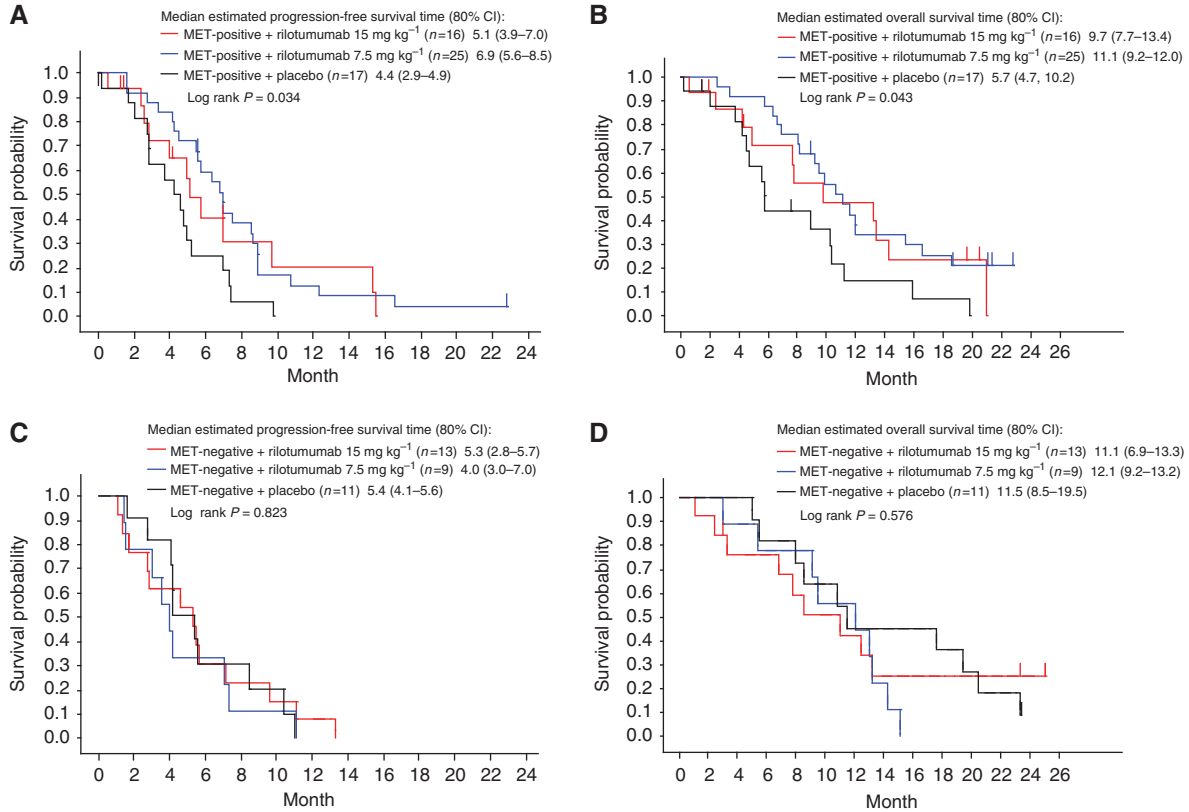 A
Median estimated progression-free survival time (80% CI):
MET-positive + rilotumumab 15 mg kg⁻¹ (n=16) 5.1 (3.9–7.0)
MET-positive + rilotumumab 7.5 mg kg⁻¹ (n=25) 6.9 (5.6–8.5)
MET-positive + placebo (n=17) 4.4 (2.9–4.9)
Log rank P = 0.034
Survival probability
1.0
0.9
0.8
0.7
0.6
0.5
0.4
0.3
0.2
0.1
0.0
0 2 4 6 8 10 12 14 16 18 20 22 24
Month
B
Median estimated overall survival time (80% CI):
MET-positive + rilotumumab 15 mg kg⁻¹ (n=16) 9.7 (7.7–13.4)
MET-positive + rilotumumab 7.5 mg kg⁻¹ (n=25) 11.1 (9.2–12.0)
MET-positive + placebo (n=17) 5.7 (4.7, 10.2)
Log rank P = 0.043
Survival probability
1.0
0.9
0.8
0.7
0.6
0.5
0.4
0.3
0.2
0.1
0.0
0 2 4 6 8 10 12 14 16 18 20 22 24 26
Month
C
Median estimated progression-free survival time (80% CI):
MET-negative + rilotumumab 15 mg kg⁻¹ (n=13) 5.3 (2.8–5.7)
MET-negative + rilotumumab 7.5 mg kg⁻¹ (n=9) 4.0 (3.0–7.0)
MET-negative + placebo (n=11) 5.4 (4.1–5.6)
Log rank P = 0.823
Survival probability
1.0
0.9
0.8
0.7
0.6
0.5
0.4
0.3
0.2
0.1
0.0
0 2 4 6 8 10 12 14 16 18 20 22 24
Month
D
Median estimated overall survival time (80% CI):
MET-negative + rilotumumab 15 mg kg⁻¹ (n=13) 11.1 (6.9–13.3)
MET-negative + rilotumumab 7.5 mg kg⁻¹ (n=9) 12.1 (9.2–13.2)
MET-negative + placebo (n=11) 11.5 (8.5–19.5)
Log rank P = 0.576
Survival probability
1.0
0.9
0.8
0.7
0.6
0.5
0.4
0.3
0.2
0.1
0.0
0 2 4 6 8 10 12 14 16 18 20 22 24 26
Month